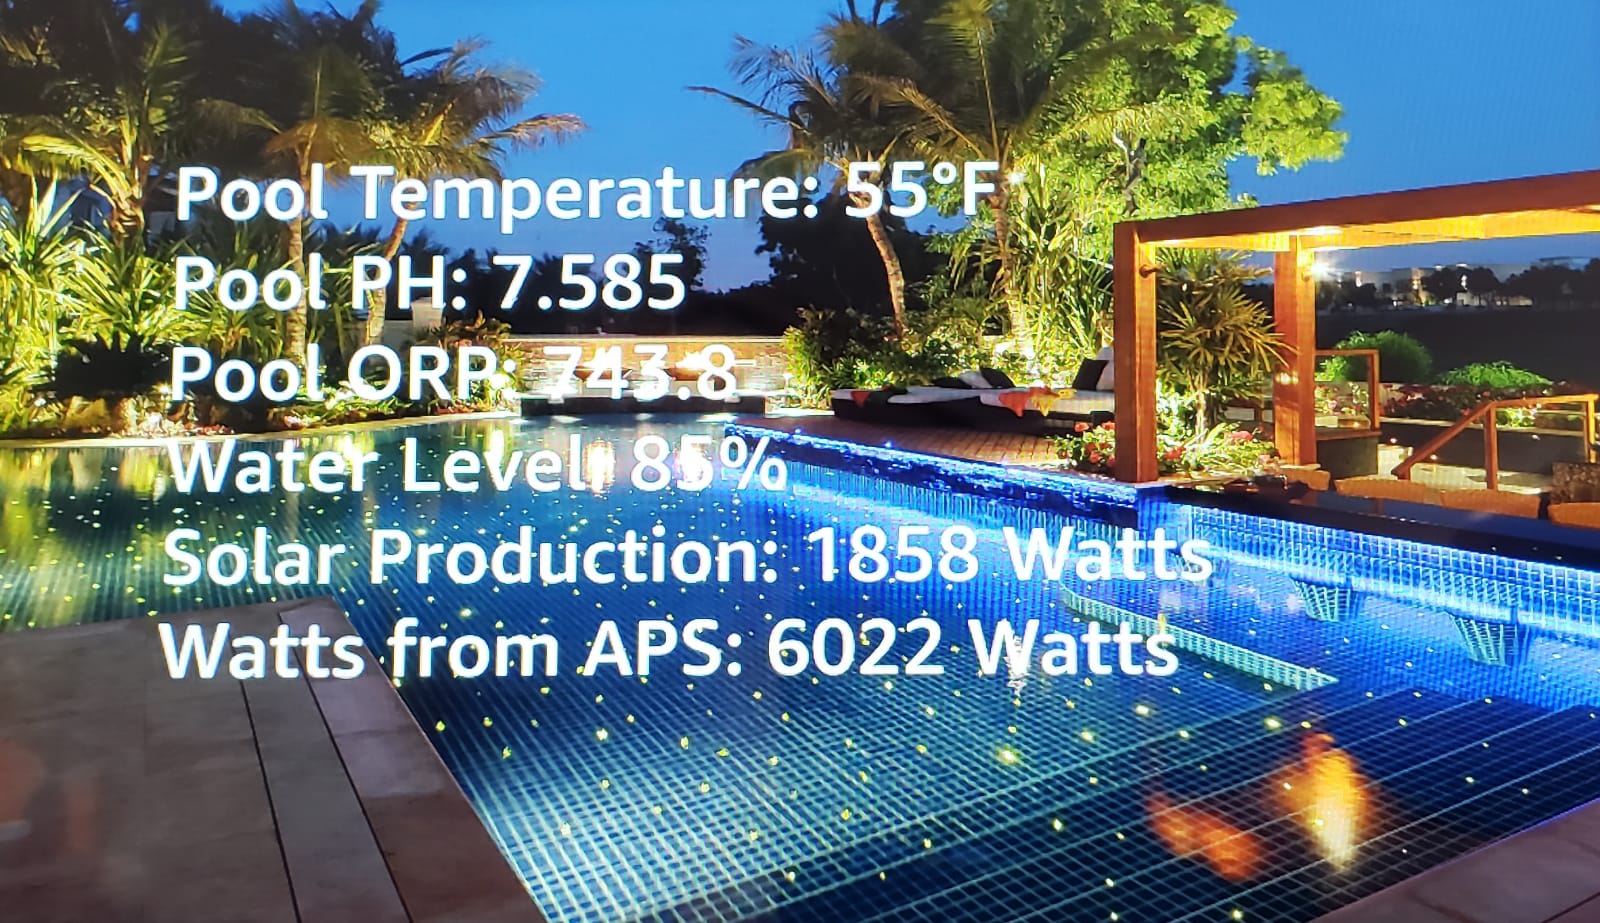 Pool Temperature: 55°F
Pool PH: 7.585
Pool ORP: 743.8
Water Level: 85%
Solar Production: 1858 Watts
Watts from APS: 6022 Watts